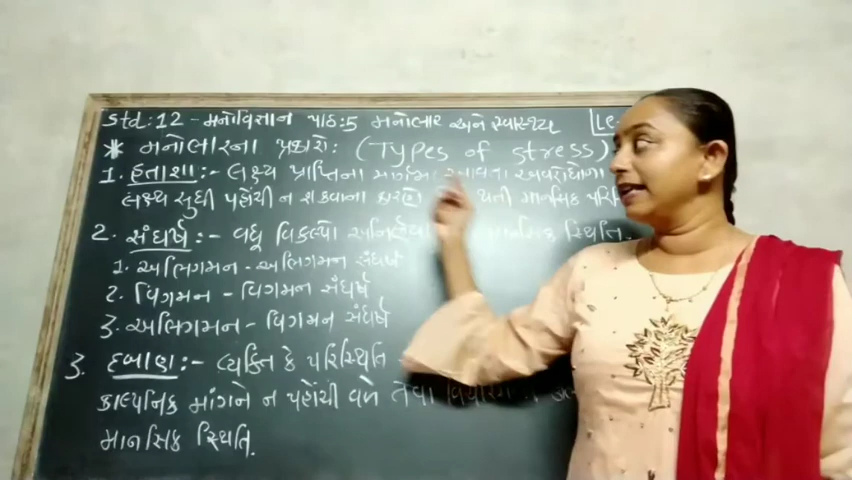 std: 12 - મનોવિજ્ઞાન પાઠ: 5 મનોભાર અને સ્વાસ્થ્ય Le
* મનોભારના પ્રકારો: (Types of stress)
1. હતાશા :- લક્ષ્ય પ્રાપ્તિના માર્ગમાં આવતા અવરોધોના
લક્ષ્ય સુધી પહોંચી ન શકવાના કારણે થતી માનસિક
2. સંઘર્ષ :- વધુ વિકલ્પો માનસિક સ્થિતિ.
1. અભિગમન - અભિગમન સંઘર્ષ
2. વિગમન - વિગમન સંઘર્ષ
3. અભિગમન - વિગમન સંઘર્ષ
3. દબાણ :- વ્યક્તિ કે પરિસ્થિતિ
કાલ્પનિક માંગને ન પહોંચી વળે તેવા
માનસિક સ્થિતિ.